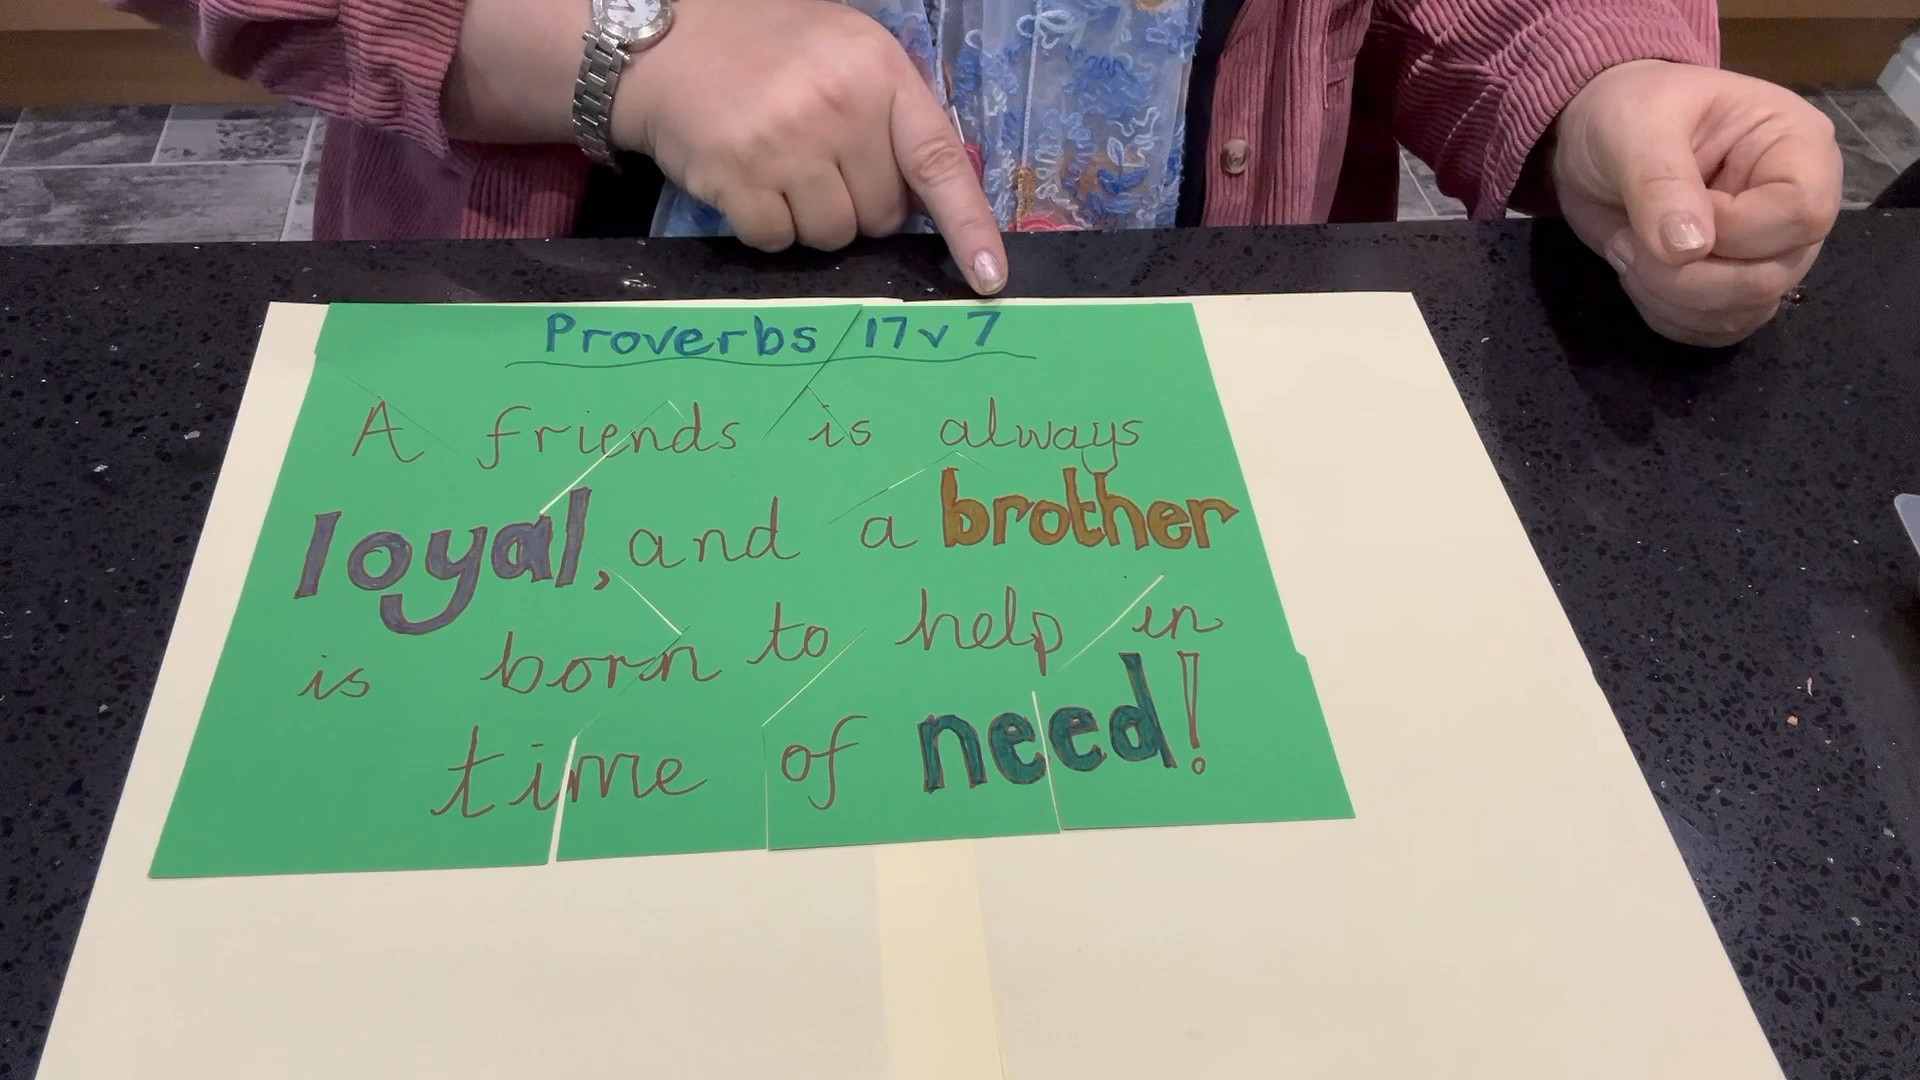 Proverbs 17 v 7
A friends is always
loyal, and a brother
is born to help in
time of need!